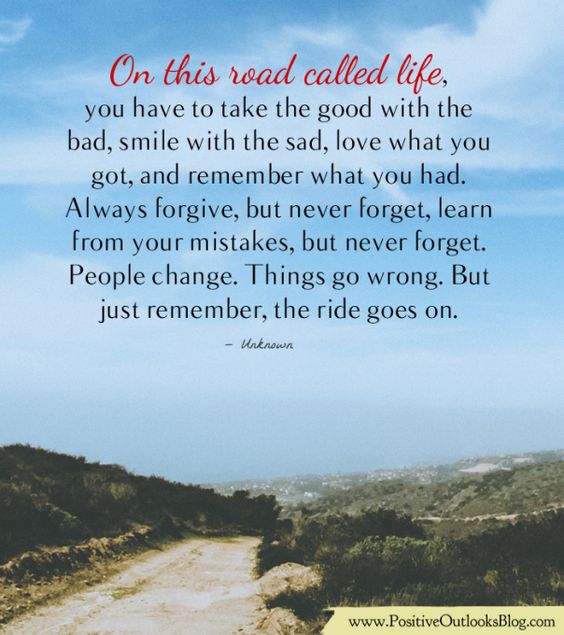 On this road called life,
you have to take the good with the
bad, smile with the sad, love what you
got, and remember what you had.
Always forgive, but never forget, learn
from your mistakes, but never forget.
People change. Things go wrong. But
just remember, the ride goes on.
– Unknown
www.PositiveOutlooksBlog.com